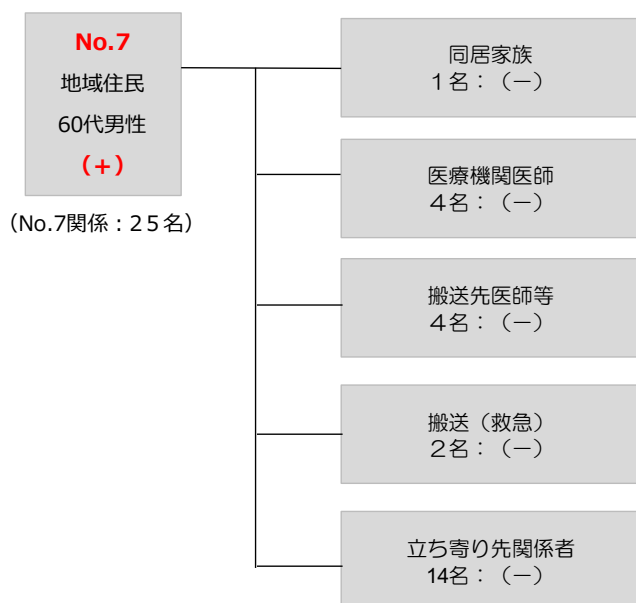 No.7
地域住民
60代男性
（+）
（No.7関係：２５名）
同居家族
１名：（－）
医療機関医師
４名：（－）
搬送先医師等
４名：（－）
搬送（救急）
２名：（－）
立ち寄り先関係者
14名：（－）